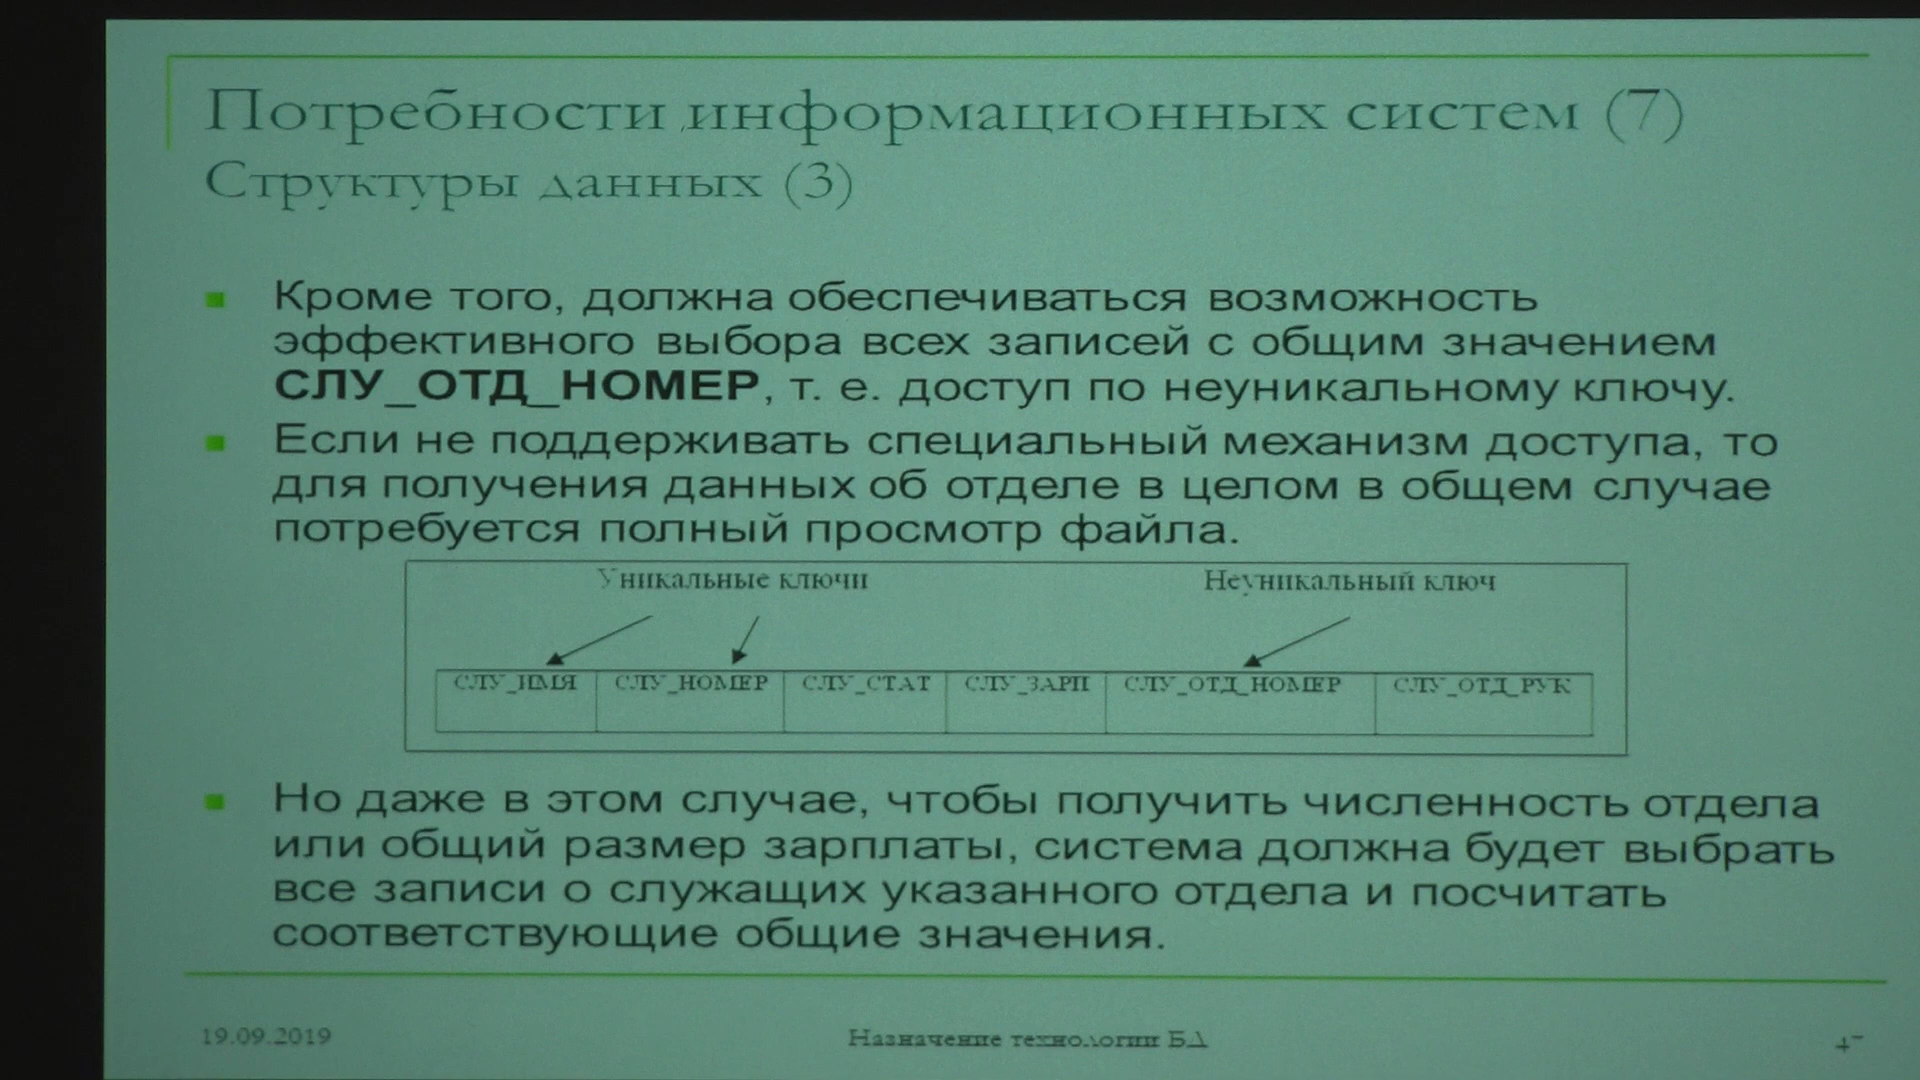 Потребности информационных систем (7)
Структуры данных (3)
Кроме того, должна обеспечиваться возможность
эффективного выбора всех записей с общим значением
СЛУ_ОТД_НОМЕР, т. е. доступ по неуникальному ключу.
Если не поддерживать специальный механизм доступа, то
для получения данных об отделе в целом в общем случае
потребуется полный просмотр файла.
Уникальные ключи Неуникальный ключ
СЛУ_ИМЯ СЛУ_НОМЕР СЛУ_СТАТ СЛУ_ЗАРП СЛУ_ОТД_НОМЕР СЛУ_ОТД_РУК
Но даже в этом случае, чтобы получить численность отдела
или общий размер зарплаты, система должна будет выбрать
все записи о служащих указанного отдела и посчитать
соответствующие общие значения.
19.09.2019 Назначение технологии БД